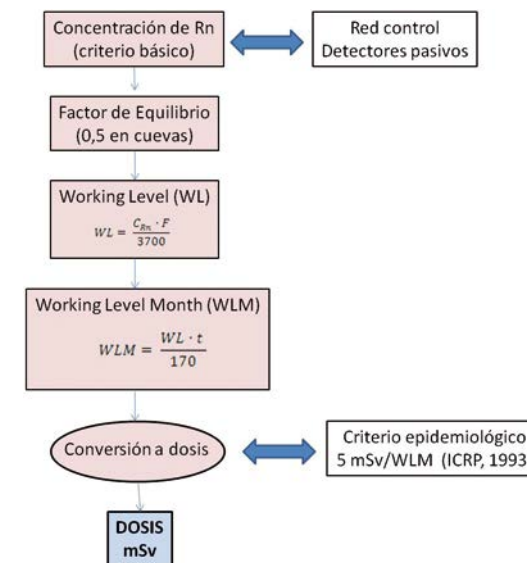 Concentración de Rn
(criterio básico)
Red control
Detectores pasivos
Factor de Equilibrio
(0,5 en cuevas)
Working Level (WL)
WL = C_Rn · F / 3700
Working Level Month (WLM)
WLM = WL · t / 170
Conversión a dosis
Criterio epidemiológico
5 mSv/WLM (ICRP, 1993
DOSIS
mSv